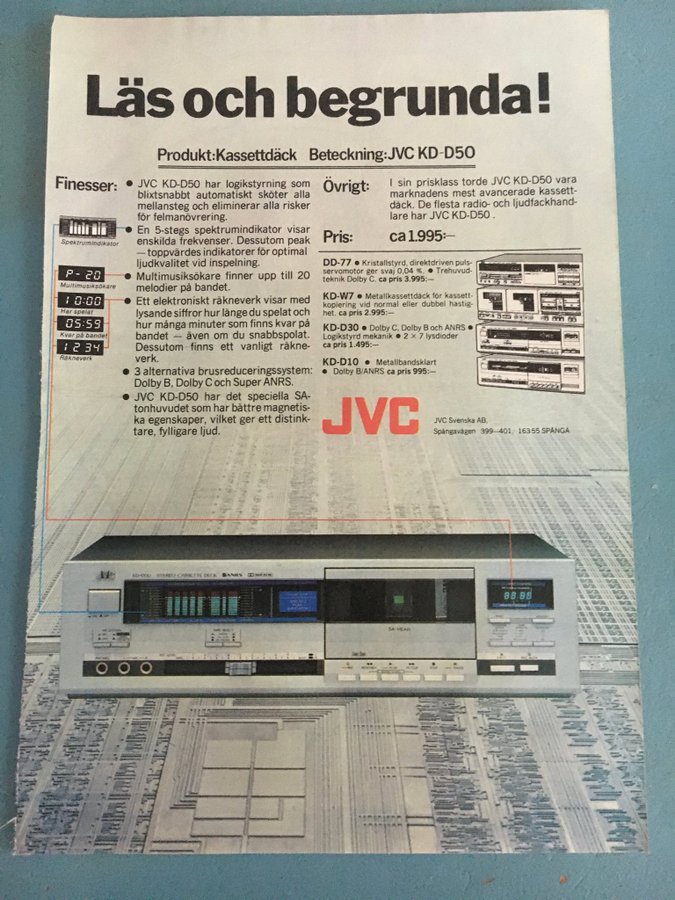 Läs och begrunda!
Produkt:Kassettdäck Beteckning:JVC KD-D50
Finesser:
• JVC KD-D50 har logikstyrning som
blixtsnabbt automatiskt sköter alla
mellansteg och eliminerar alla risker
för felmanövrering.
• En 5-stegs spektrumindikator visar
enskilda frekvenser. Dessutom peak
— toppvärdes indikatorer för optimal
ljudkvalitet vid inspelning.
• Multimusiksökare finner upp till 20
melodier på bandet.
• Ett elektroniskt räkneverk visar med
lysande siffror hur länge du spelat och
hur många minuter som finns kvar på
bandet — även om du snabbspolat.
Dessutom finns ett vanligt räkne-
verk.
• 3 alternativa brusreduceringssystem:
Dolby B, Dolby C och Super ANRS.
• JVC KD-D50 har det speciella SA-
tonhuvudet som har bättre magnetis-
ka egenskaper, vilket ger ett distink-
tare, fylligare ljud.
Spektrumindikator
P-20
Multimusiksökare
10:00
Har spelat
05:59
Kvar på bandet
1234
Räkneverk
Övrigt:
I sin prisklass torde JVC KD-D50 vara
marknadens mest avancerade kassett-
däck. De flesta radio- och ljudfackhand-
lare har JVC KD-D50.
Pris: ca 1.995:—
DD-77 • Kristallstyrd, direktdriven puls-
servomotor ger svaj 0,04 %. • Trehuvud-
teknik Dolby C. ca pris 3.995:—
KD-W7 • Metallkassettdäck för kassett-
kopiering vid normal eller dubbel hastig-
het. ca pris 2.995:—
KD-D30 • Dolby C, Dolby B och ANRS •
Logikstyrd mekanik • 2 × 7 lysdioder
ca pris 1.495:—
KD-D10 • Metallbandsklart
• Dolby B/ANRS ca pris 995:—
JVC
JVC Svenska AB,
Spångavägen 399—401, 163 55 SPÅNGA
JVC
STEREO CASSETTE DECK ANRS
SA HEAD